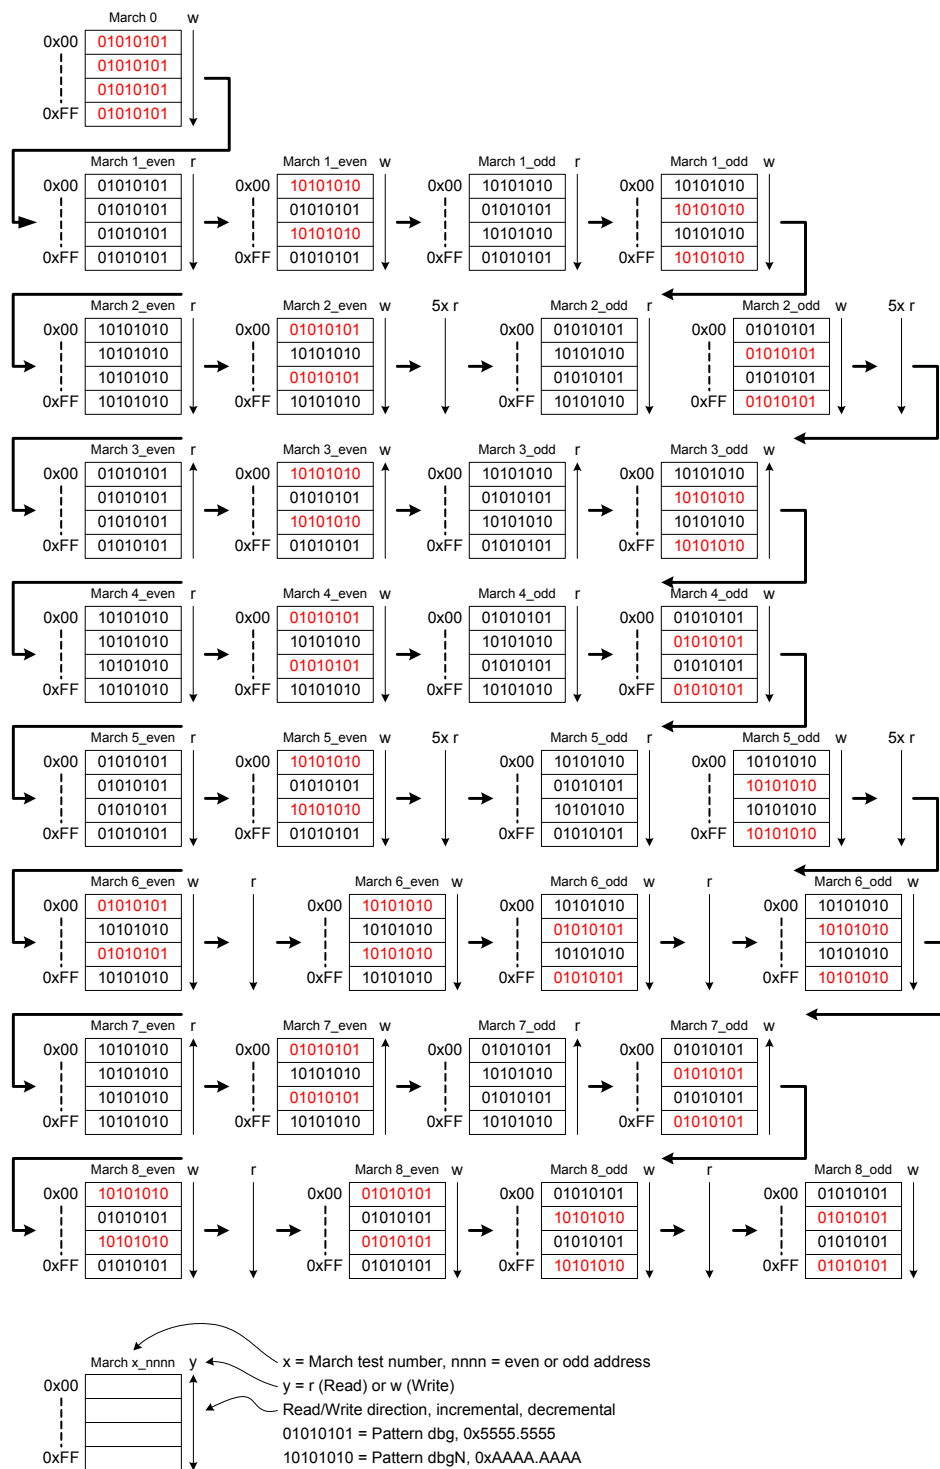 March 0 w
0x00 01010101
01010101
01010101
0xFF 01010101
March 1_even r March 1_even w March 1_odd r March 1_odd w
0x00 01010101 0x00 10101010 0x00 10101010 0x00 10101010
01010101 01010101 01010101 10101010
01010101 10101010 10101010 10101010
0xFF 01010101 0xFF 01010101 0xFF 01010101 0xFF 10101010
March 2_even r March 2_even w 5x r March 2_odd r March 2_odd w 5x r
0x00 10101010 0x00 01010101 0x00 01010101 0x00 01010101
10101010 10101010 10101010 01010101
10101010 01010101 01010101 01010101
0xFF 10101010 0xFF 10101010 0xFF 10101010 0xFF 01010101
March 3_even r March 3_even w March 3_odd r March 3_odd w
0x00 01010101 0x00 10101010 0x00 10101010 0x00 10101010
01010101 01010101 01010101 10101010
01010101 10101010 10101010 10101010
0xFF 01010101 0xFF 01010101 0xFF 01010101 0xFF 10101010
March 4_even r March 4_even w March 4_odd r March 4_odd w
0x00 10101010 0x00 01010101 0x00 01010101 0x00 01010101
10101010 10101010 10101010 01010101
10101010 01010101 01010101 01010101
0xFF 10101010 0xFF 10101010 0xFF 10101010 0xFF 01010101
March 5_even r March 5_even w 5x r March 5_odd r March 5_odd w 5x r
0x00 01010101 0x00 10101010 0x00 10101010 0x00 10101010
01010101 01010101 01010101 10101010
01010101 10101010 10101010 10101010
0xFF 01010101 0xFF 01010101 0xFF 01010101 0xFF 10101010
March 6_even w r March 6_even w March 6_odd w r March 6_odd w
0x00 01010101 0x00 10101010 0x00 10101010 0x00 10101010
10101010 10101010 01010101 10101010
01010101 10101010 10101010 10101010
0xFF 10101010 0xFF 10101010 0xFF 01010101 0xFF 10101010
March 7_even r March 7_even w March 7_odd r March 7_odd w
0x00 10101010 0x00 01010101 0x00 01010101 0x00 01010101
10101010 10101010 10101010 01010101
10101010 01010101 01010101 01010101
0xFF 10101010 0xFF 10101010 0xFF 10101010 0xFF 01010101
March 8_even w r March 8_even w March 8_odd w r March 8_odd w
0x00 10101010 0x00 01010101 0x00 01010101 0x00 01010101
01010101 01010101 10101010 01010101
10101010 01010101 01010101 01010101
0xFF 01010101 0xFF 01010101 0xFF 10101010 0xFF 01010101
March x_nnnn y x = March test number, nnnn = even or odd address
0x00 y = r (Read) or w (Write)
Read/Write direction, incremental, decremental
01010101 = Pattern dbg, 0x5555.5555
0xFF 10101010 = Pattern dbgN, 0xAAAA.AAAA